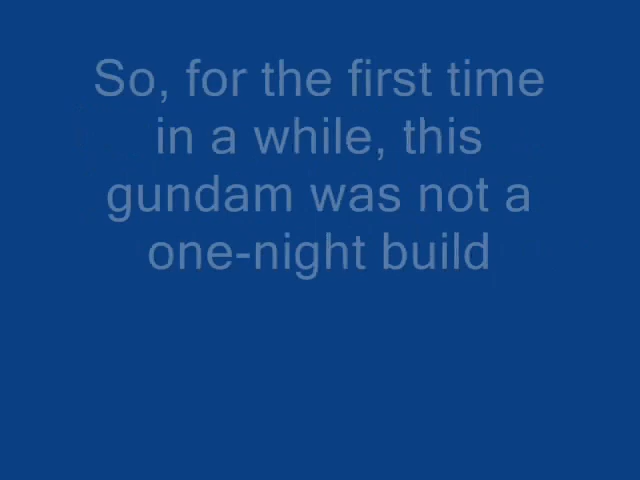 So, for the first time
in a while, this
gundam was not a
one-night build